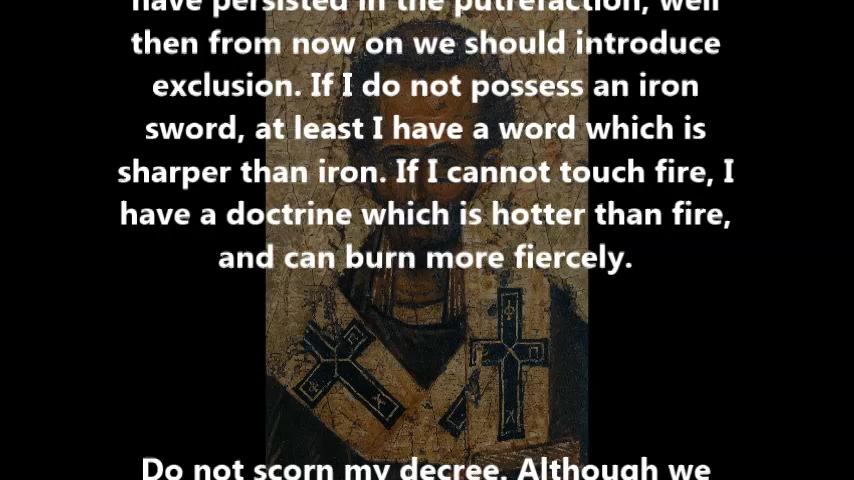 have persisted in the putrefaction, well
then from now on we should introduce
exclusion. If I do not possess an iron
sword, at least I have a word which is
sharper than iron. If I cannot touch fire, I
have a doctrine which is hotter than fire,
and can burn more fiercely.
Do not scorn my decree. Although we